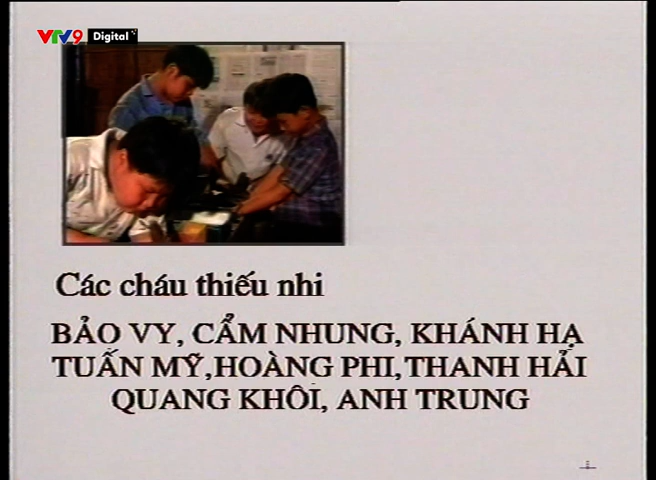 VTV9 Digital
Các cháu thiếu nhi
BẢO VY, CẨM NHUNG, KHÁNH HẠ
TUẤN MỸ,HOÀNG PHI,THANH HẢI
QUANG KHÔI, ANH TRUNG